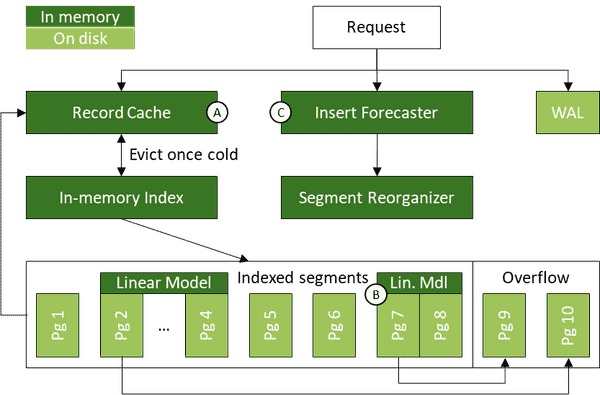 In memory
On disk
Request
Record Cache
A
C
Insert Forecaster
WAL
Evict once cold
In-memory Index
Segment Reorganizer
Linear Model
Indexed segments
Lin. Mdl
Overflow
B
Pg 1
Pg 2
...
Pg 4
Pg 5
Pg 6
Pg 7
Pg 8
Pg 9
Pg 10